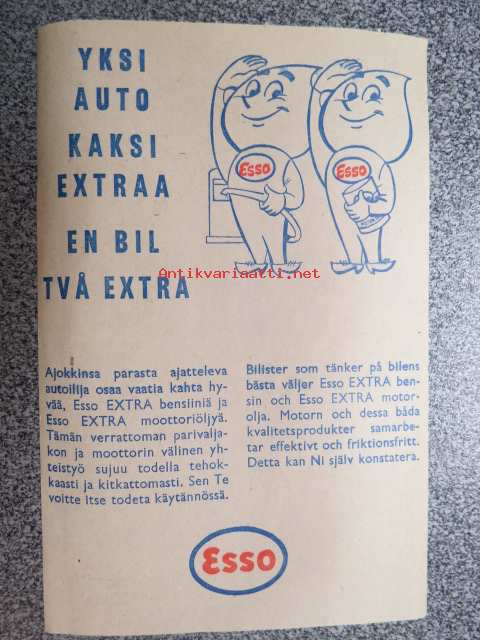 YKSI
AUTO
KAKSI
EXTRAA
EN BIL
TVÅ EXTRA
Esso
Esso
Antikvariaatti.net
Ajokkinsa parasta ajatteleva
autoilija osaa vaatia kahta hy-
vää, Esso EXTRA bensiiniä ja
Esso EXTRA moottoriöljyä.
Tämän verrattoman parivalja-
kon ja moottorin välinen yh-
teistyö sujuu todella tehok-
kaasti ja kitkattomasti. Sen Te
voitte itse todeta käytännössä.
Bilister som tänker på bilens
bästa väljer Esso EXTRA ben-
sin och Esso EXTRA motor-
olja. Motorn och dessa båda
kvalitetsprodukter samarbe-
tar effektivt och friktionsfritt.
Detta kan Ni själv konstatera.
Esso